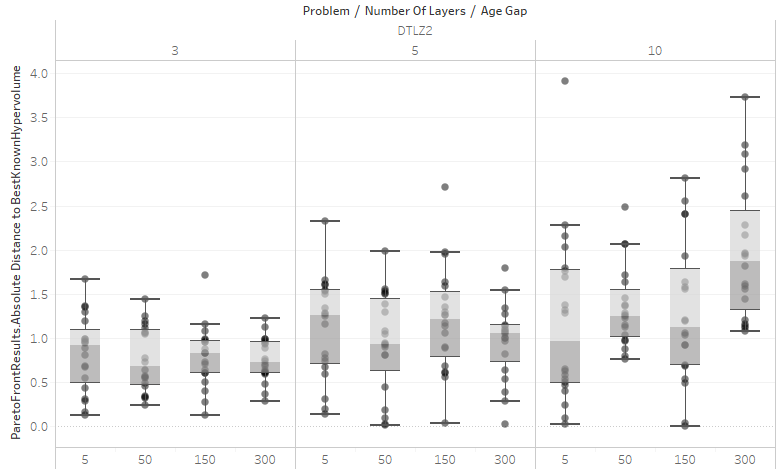 Problem / Number Of Layers / Age Gap
DTLZ2
3 5 10
ParetoFrontResults.Absolute Distance to BestKnownHypervolume
4.0
3.5
3.0
2.5
2.0
1.5
1.0
0.5
0.0
5 50 150 300 5 50 150 300 5 50 150 300